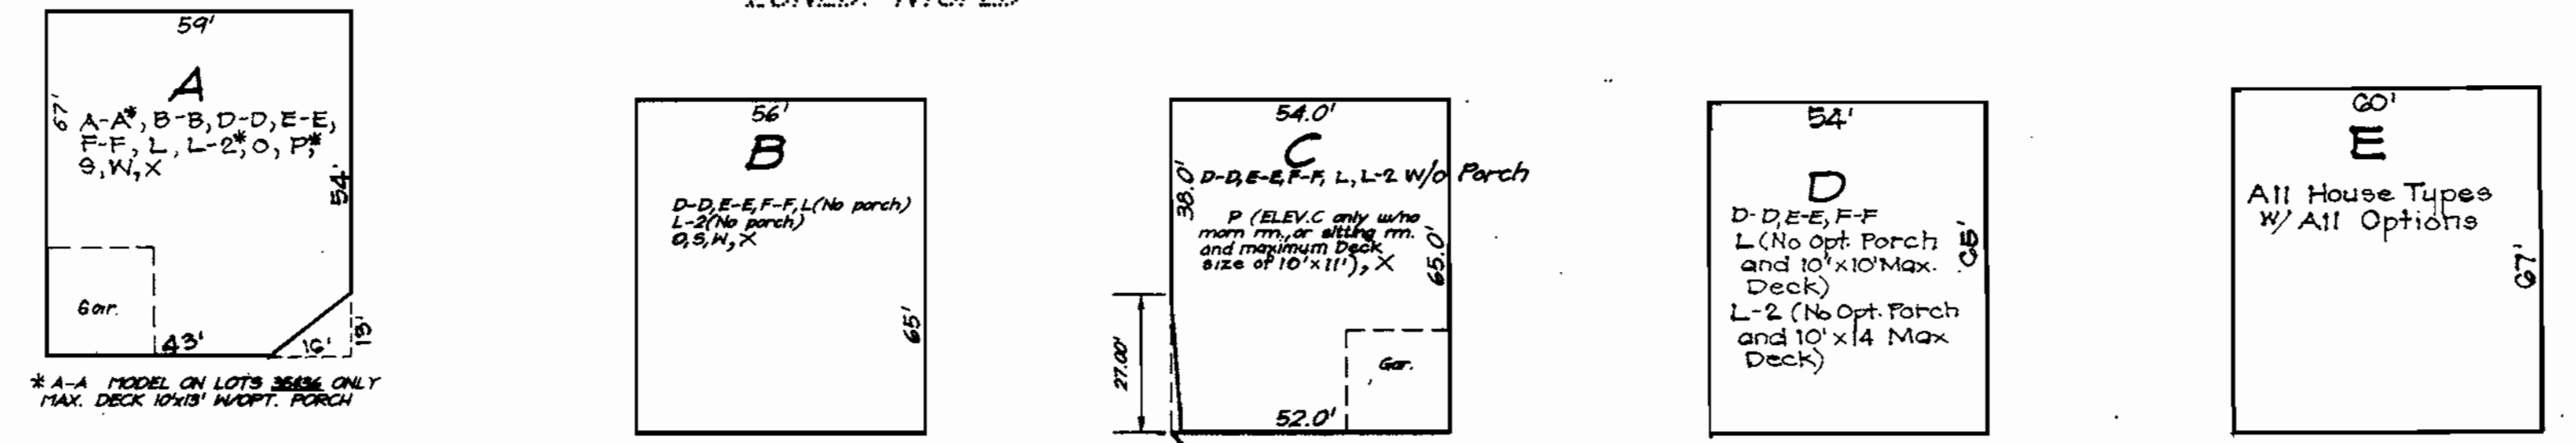 59'
A
67'
A-A*, B-B, D-D, E-E,
F-F, L, L-2*, O, P,*
S, W, X
54'
Gar.
43'
16'
13'
* A-A MODEL ON LOTS ONLY
MAX. DECK 10'x13' W/OPT. PORCH
56'
B
D-D, E-E, F-F, L(No porch)
L-2(No porch)
O, S, W, X
65'
54.0'
C
38.0'
D-D, E-E, F-F, L, L-2 W/o Porch
P (ELEV.C only w/no
morn rm., or sitting rm.
and maximum Deck
size of 10'x11'), X
65.0'
27.00'
Gar.
52.0'
54'
D
D-D, E-E, F-F
L (No Opt. Porch
and 10'x10' Max.
Deck)
L-2 (No Opt. Porch
and 10'x14 Max
Deck)
65'
60'
E
All House Types
W/ All Options
67'